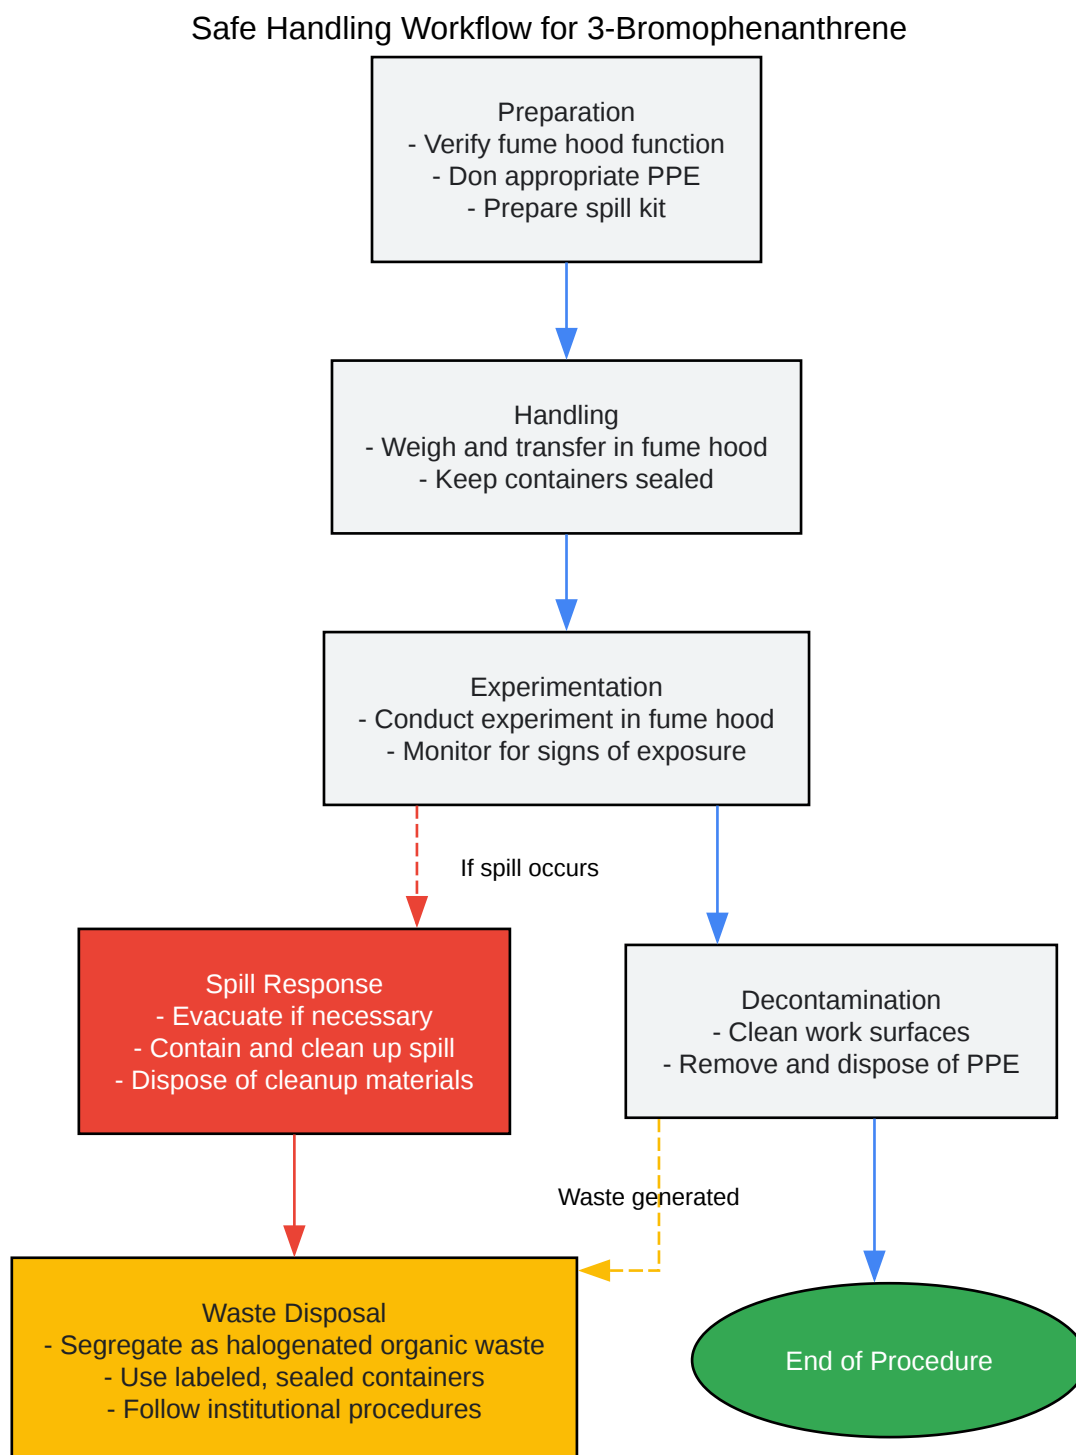 Safe Handling Workflow for 3-Bromophenanthrene
Preparation
- Verify fume hood function
- Don appropriate PPE
- Prepare spill kit
Handling
- Weigh and transfer in fume hood
- Keep containers sealed
Experimentation
- Conduct experiment in fume hood
- Monitor for signs of exposure
If spill occurs
Spill Response
- Evacuate if necessary
- Contain and clean up spill
- Dispose of cleanup materials
Decontamination
- Clean work surfaces
- Remove and dispose of PPE
Waste generated
Waste Disposal
- Segregate as halogenated organic waste
- Use labeled, sealed containers
- Follow institutional procedures
End of Procedure